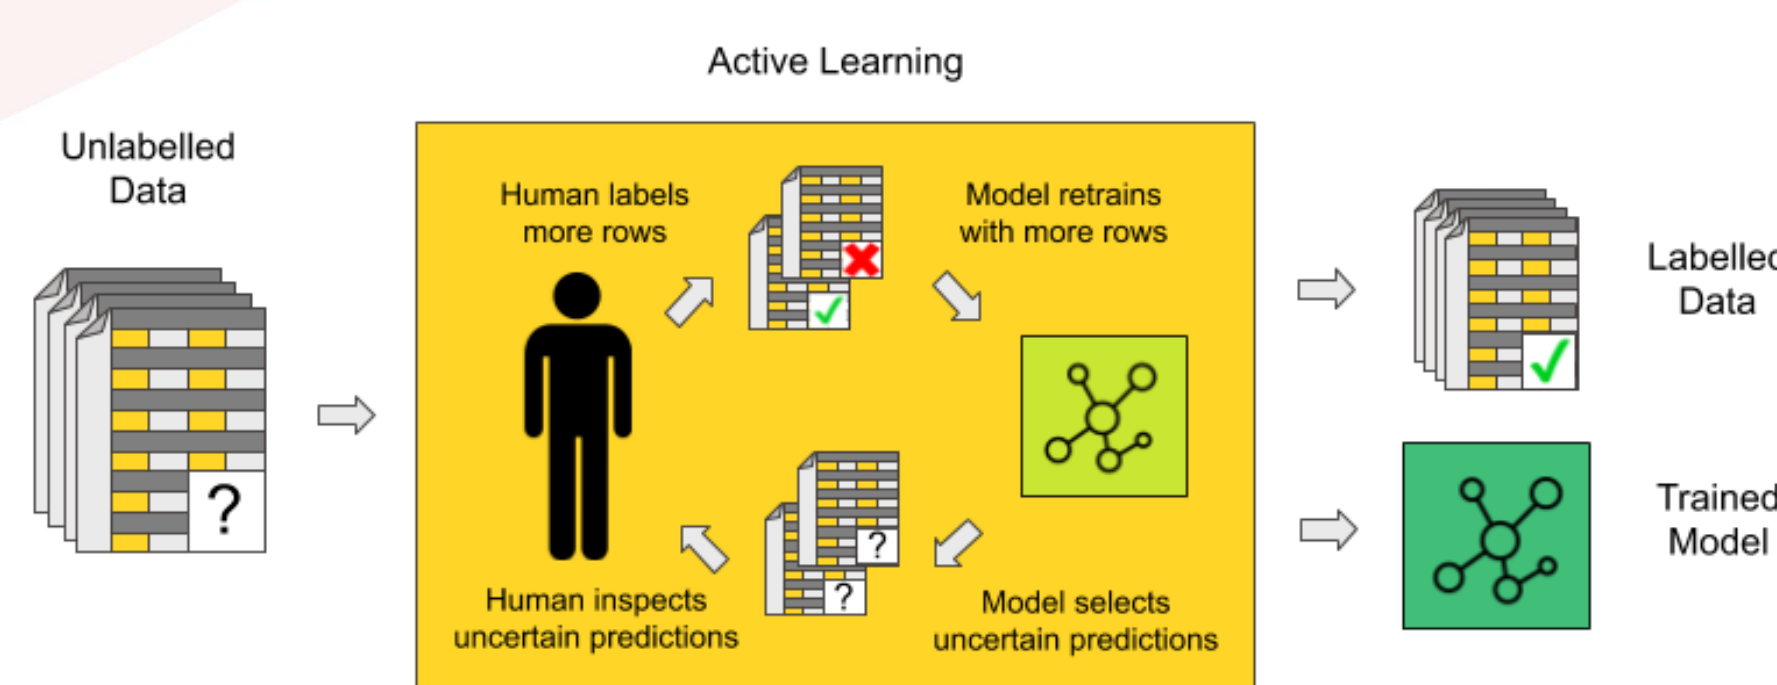 Active Learning
Unlabelled
Data
Human labels
more rows
Model retrains
with more rows
?
?
?
Human inspects
uncertain predictions
Model selects
uncertain predictions
Labelled
Data
Trained
Model